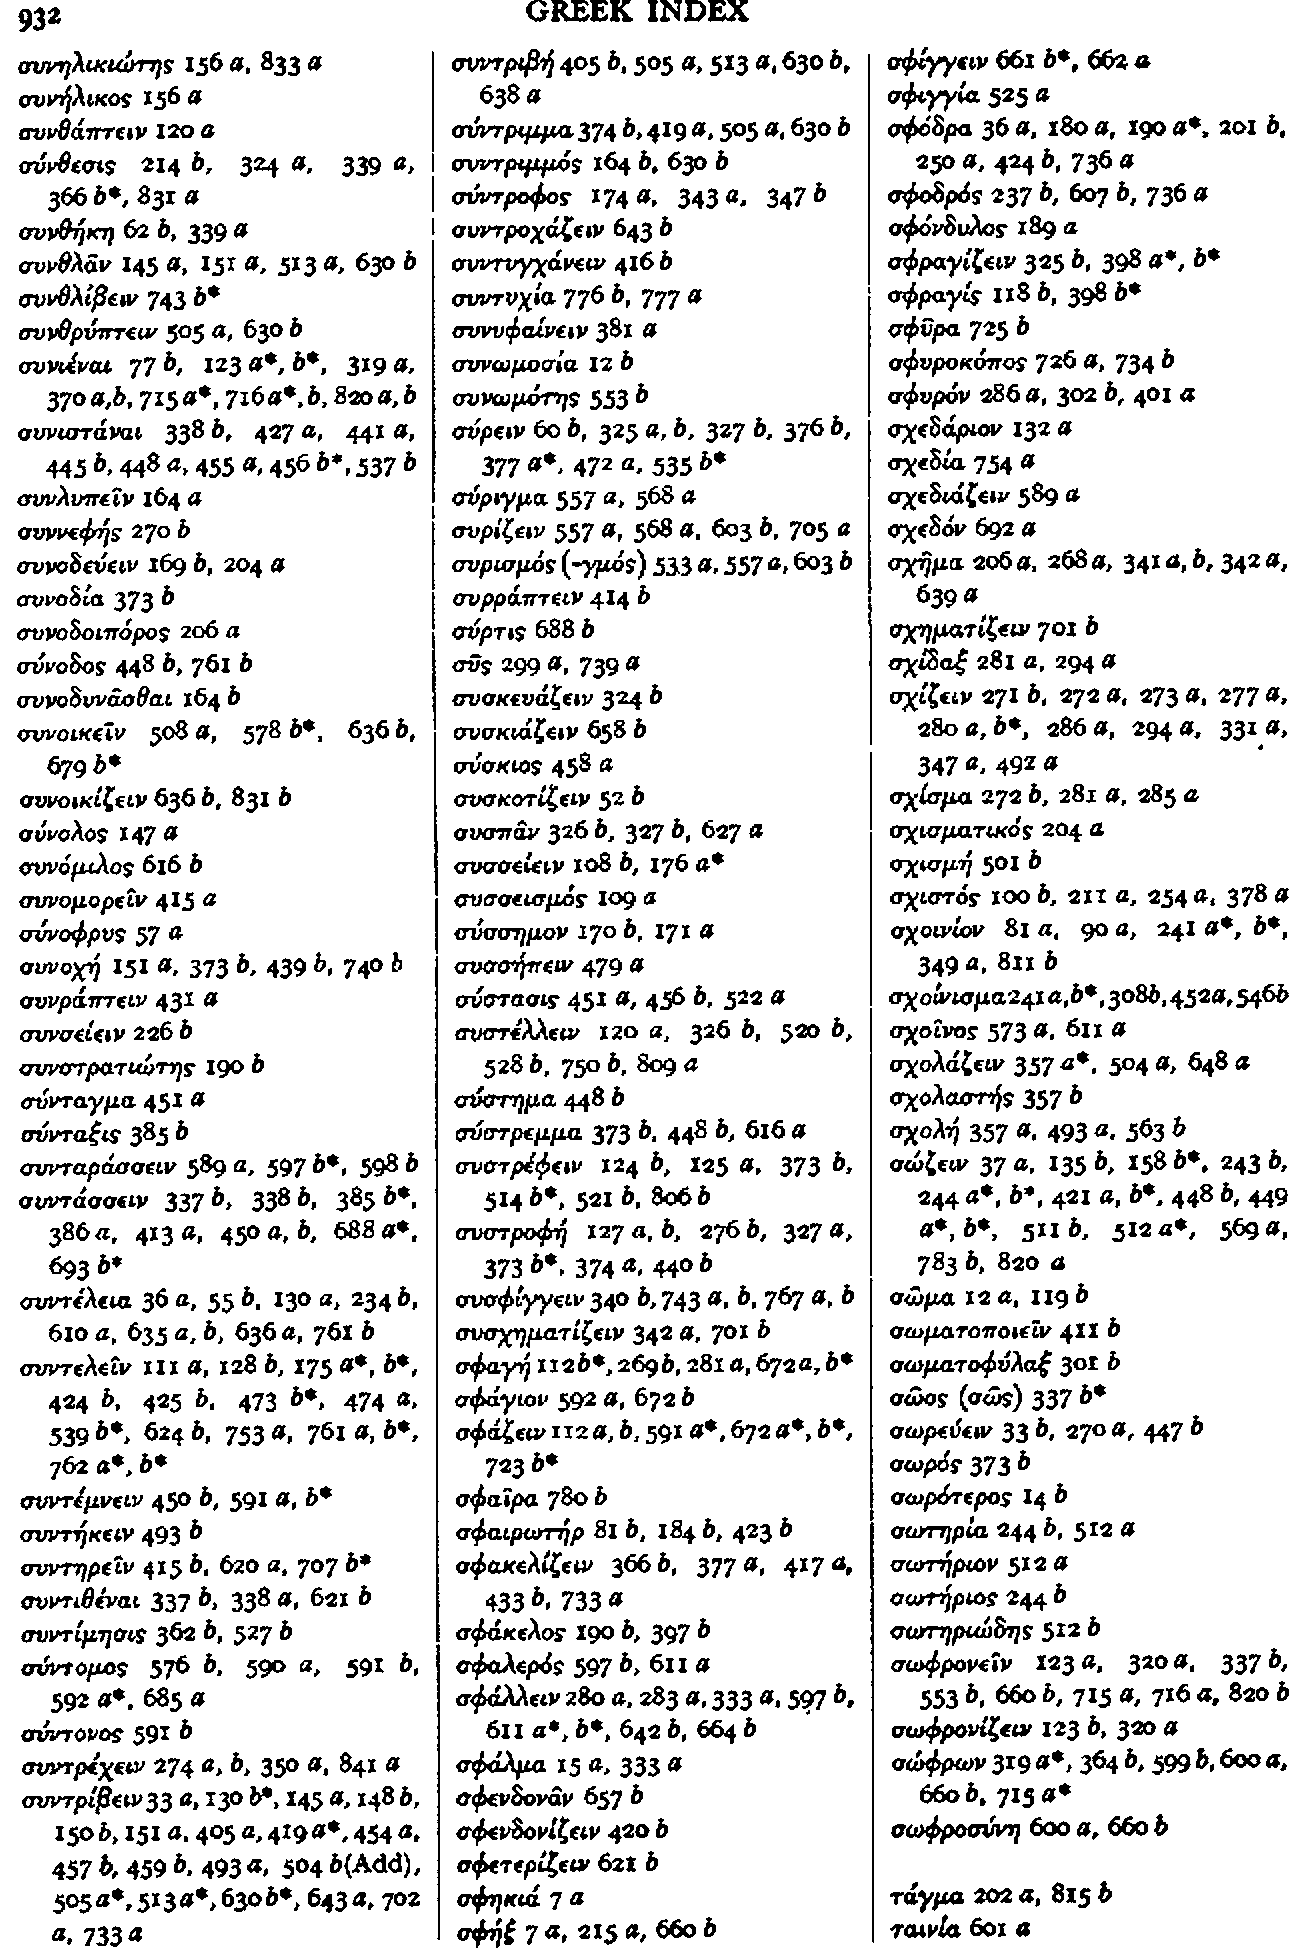 932
GREEK INDEX
συνηλικιώτης 156 a, 833 a
συνήλικος 156 a
συνθάπτειν 120 a
σύνθεσις 214 b, 324 a, 339 a,
366 b*, 831 a
συνθήκη 62 b, 339 a
συνθλᾶν 145 a, 151 a, 513 a, 630 b
συνθλίβειν 743 b*
συνθρύπτειν 505 a, 630 b
συνιέναι 77 b, 123 a*, b*, 319 a,
370 a, b, 715 a*, 716 a*, b, 820 a, b
συνιστάναι 338 b, 427 a, 441 a,
445 b, 448 a, 455 a, 456 b*, 537 b
συνλυπεῖν 164 a
συννεφής 270 b
συνοδεύειν 169 b, 204 a
συνοδία 373 b
συνοδοιπόρος 206 a
σύνοδος 448 b, 761 b
συνοδυνᾶσθαι 164 b
συνοικεῖν 508 a, 578 b*, 636 b,
679 b*
συνοικίζειν 636 b, 831 b
σύνολος 147 a
συνόμιλος 616 b
συνομορεῖν 415 a
σύνοφρυς 57 a
συνοχή 151 a, 373 b, 439 b, 740 b
συνράπτειν 431 a
συνσείειν 226 b
συνστρατιώτης 190 b
σύνταγμα 451 a
σύνταξις 385 b
συνταράσσειν 589 a, 597 b*, 598 b
συντάσσειν 337 b, 338 b, 385 b*,
386 a, 413 a, 450 a, b, 688 a*,
693 b*
συντέλεια 36 a, 55 b, 130 a, 234 b,
610 a, 635 a, b, 636 a, 761 b
συντελεῖν 111 a, 128 b, 175 a*, b*,
424 b, 425 b, 473 b*, 474 a,
539 b*, 624 b, 753 a, 761 a, b*,
762 a*, b*
συντέμνειν 450 b, 591 a, b*
συντήκειν 493 b
συντηρεῖν 415 b, 620 a, 707 b*
συντιθέναι 337 b, 338 a, 621 b
συντίμησις 362 b, 527 b
σύντομος 576 b, 590 a, 591 b,
592 a*, 685 a
σύντονος 591 b
συντρέχειν 274 a, b, 350 a, 841 a
συντρίβειν 33 a, 130 b*, 145 a, 148 b,
150 b, 151 a, 405 a, 419 a*, 454 a,
457 b, 459 b, 493 a, 504 b (Add),
505 a*, 513 a*, 630 b*, 643 a, 702
a, 733 a
συντριβή 405 b, 505 a, 513 a, 630 b,
638 a
σύντριμμα 374 b, 419 a, 505 a, 630 b
συντριμμός 164 b, 630 b
σύντροφος 174 a, 343 a, 347 b
συντροχάζειν 643 b
συντυγχάνειν 416 b
συντυχία 776 b, 777 a
συνυφαίνειν 381 a
συνωμοσία 12 b
συνωμότης 553 b
σύρειν 60 b, 325 a, b, 327 b, 376 b,
377 a*, 472 a, 535 b*
σύριγμα 557 a, 568 a
συρίζειν 557 a, 568 a, 603 b, 705 a
συρισμός (-γμός) 533 a, 557 a, 603 b
συρράπτειν 414 b
σύρτις 688 b
σῦς 299 a, 739 a
συσκευάζειν 324 b
συσκιάζειν 658 b
σύσκιος 458 a
συσκοτίζειν 52 b
συσπᾶν 326 b, 327 b, 627 a
συσσείειν 108 b, 176 a*
συσσεισμός 109 a
σύσσημον 170 b, 171 a
συσσήπειν 479 a
σύστασις 451 a, 456 b, 522 a
συστέλλειν 120 a, 326 b, 520 b,
528 b, 750 b, 809 a
σύστημα 448 b
σύστρεμμα 373 b, 448 b, 616 a
συστρέφειν 124 b, 125 a, 373 b,
514 b*, 521 b, 806 b
συστροφή 127 a, b, 276 b, 327 a,
373 b*, 374 a, 440 b
συσφίγγειν 340 b, 743 a, b, 767 a, b
συσχηματίζειν 342 a, 701 b
σφαγή 112 b*, 269 b, 281 a, 672 a, b*
σφάγιον 592 a, 672 b
σφάζειν 112 a, b, 591 a*, 672 a*, b*,
723 b*
σφαῖρα 780 b
σφαιρωτήρ 81 b, 184 b, 423 b
σφακελίζειν 366 b, 377 a, 417 a,
433 b, 733 a
σφάκελος 190 b, 397 b
σφαλερός 597 b, 611 a
σφάλλειν 280 a, 283 a, 333 a, 597 b,
611 a*, b*, 642 b, 664 b
σφάλμα 15 a, 333 a
σφενδονᾶν 657 b
σφενδονίζειν 420 b
σφετερίζειν 621 b
σφηκιά 7 a
σφήξ 7 a, 215 a, 660 b
σφίγγειν 661 b*, 662 a
σφιγγία 525 a
σφόδρα 36 a, 180 a, 190 a*, 201 b,
250 a, 424 b, 736 a
σφοδρός 237 b, 607 b, 736 a
σφόνδυλος 189 a
σφραγίζειν 325 b, 398 a*, b*
σφραγίς 118 b, 398 b*
σφῦρα 725 b
σφυροκόπος 726 a, 734 b
σφυρόν 286 a, 302 b, 401 a
σχεδάριον 132 a
σχεδία 754 a
σχεδιάζειν 589 a
σχεδόν 692 a
σχῆμα 206 a, 268 a, 341 a, b, 342 a,
639 a
σχηματίζειν 701 b
σχίδαξ 281 a, 294 a
σχίζειν 271 b, 272 a, 273 a, 277 a,
280 a, b*, 286 a, 294 a, 331 a,
347 a, 492 a
σχίσμα 272 b, 281 a, 285 a
σχισματικός 204 a
σχισμή 501 b
σχιστός 100 b, 211 a, 254 a, 378 a
σχοινίον 81 a, 90 a, 241 a*, b*,
349 a, 811 b
σχοίνισμα 241 a, b*, 308 b, 452 a, 546 b
σχοῖνος 573 a, 611 a
σχολάζειν 357 a*, 504 a, 648 a
σχολαστής 357 b
σχολή 357 a, 493 a, 563 b
σώζειν 37 a, 135 b, 158 b*, 243 b,
244 a*, b*, 421 a, b*, 448 b, 449
a*, b*, 511 b, 512 a*, 569 a,
783 b, 820 a
σῶμα 12 a, 119 b
σωματοποιεῖν 411 b
σωματοφύλαξ 301 b
σῶος (σῶς) 337 b*
σωρεύειν 33 b, 270 a, 447 b
σωρός 373 b
σωρότερος 14 b
σωτηρία 244 b, 512 a
σωτήριον 512 a
σωτήριος 244 b
σωτηριώδης 512 b
σωφρονεῖν 123 a, 320 a, 337 b,
553 b, 660 b, 715 a, 716 a, 820 b
σωφρονίζειν 123 b, 320 a
σώφρων 319 a*, 364 b, 599 b, 600 a,
660 b, 715 a*
σωφροσύνη 600 a, 660 b
τάγμα 202 a, 815 b
ταινία 601 a